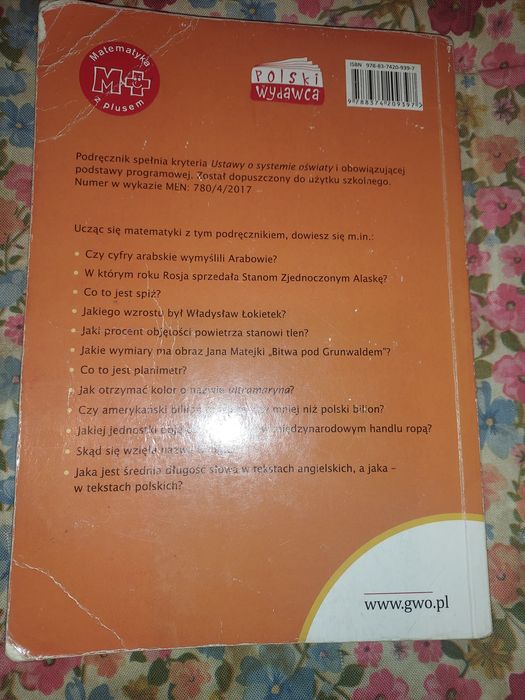 Matematyka
M+
z plusem
POLSKI
wydawca
ISBN 978-83-7420-939-7
9 788374 209397 >
Podręcznik spełnia kryteria Ustawy o systemie oświaty i obowiązującej
podstawy programowej. Został dopuszczony do użytku szkolnego.
Numer w wykazie MEN: 780/4/2017
Ucząc się matematyki z tym podręcznikiem, dowiesz się m.in.:
• Czy cyfry arabskie wymyślili Arabowie?
• W którym roku Rosja sprzedała Stanom Zjednoczonym Alaskę?
• Co to jest spiż?
• Jakiego wzrostu był Władysław Łokietek?
• Jaki procent objętości powietrza stanowi tlen?
• Jakie wymiary ma obraz Jana Matejki „Bitwa pod Grunwaldem”?
• Co to jest planimetr?
• Jak otrzymać kolor o nazwie ultramaryna?
• Czy amerykański bilion mniej niż polski bilion?
• Jakiej jednostki międzynarodowym handlu ropą?
• Skąd się wzięła nazwa
• Jaka jest średnia długość słowa w tekstach angielskich, a jaka –
w tekstach polskich?
www.gwo.pl